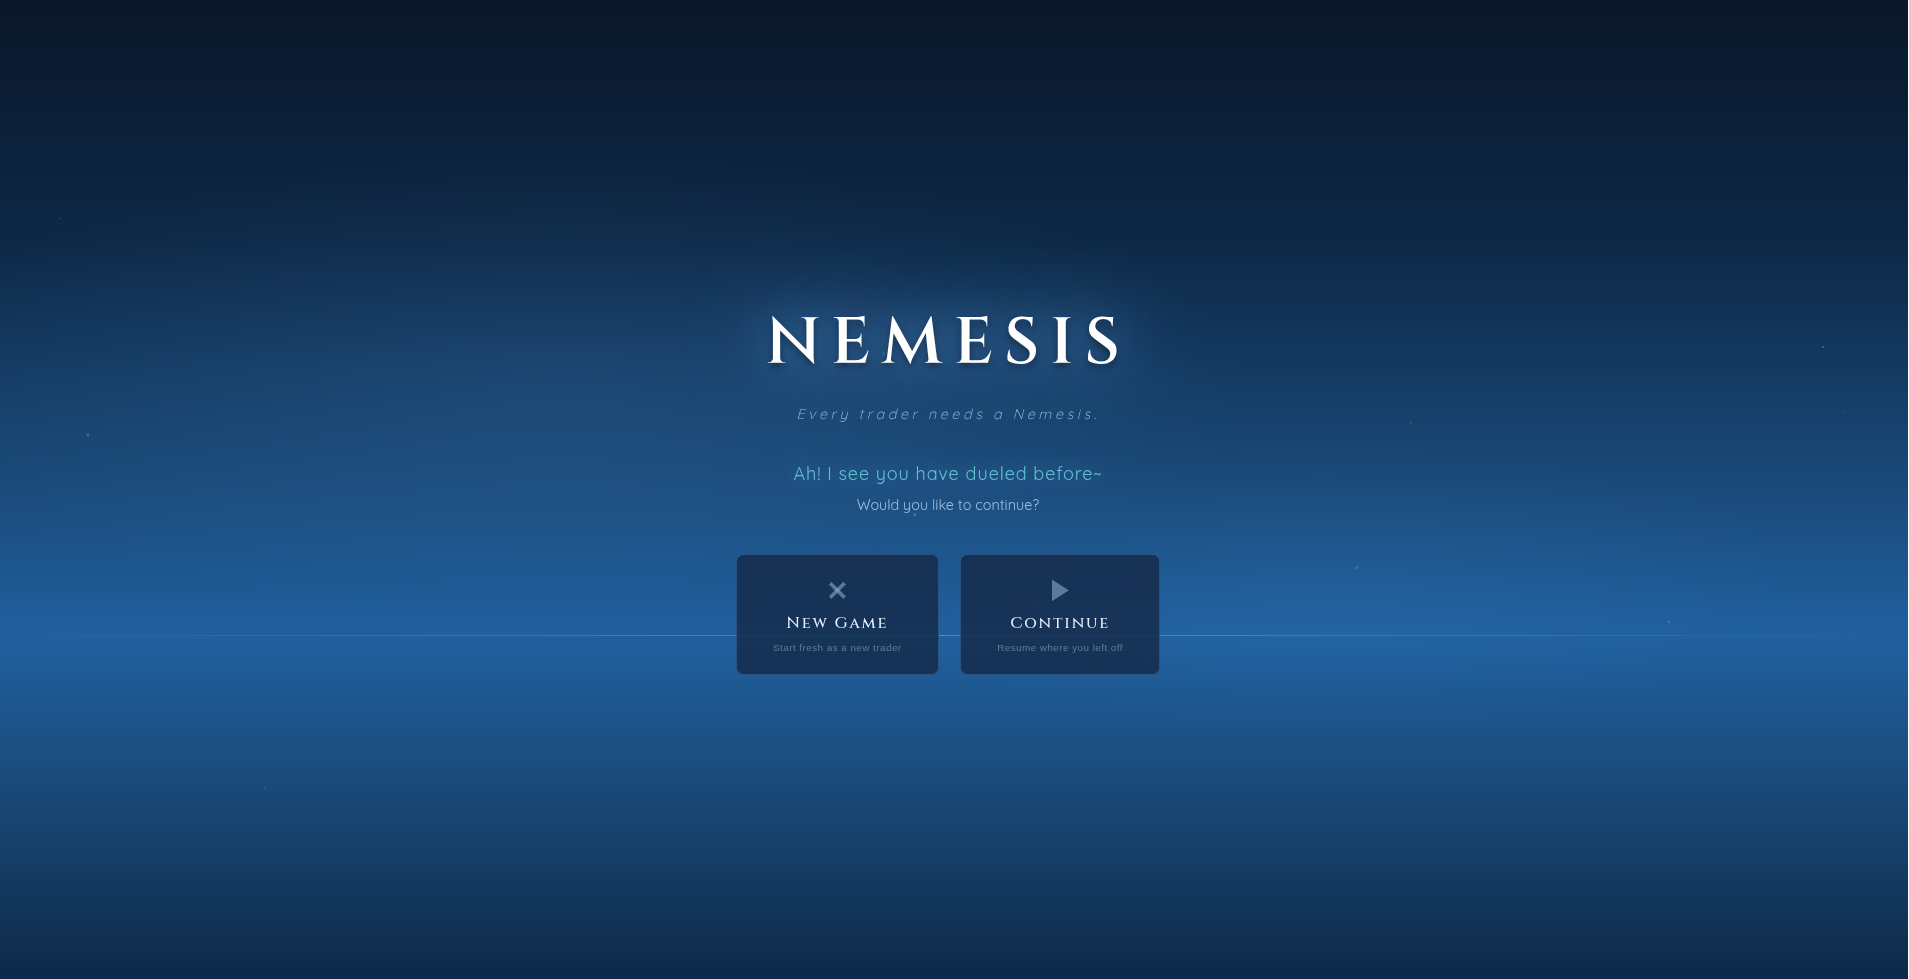 NEMESIS
Every trader needs a Nemesis.
Ah! I see you have dueled before~
Would you like to continue?
New Game
Start fresh as a new trader
Continue
Resume where you left off